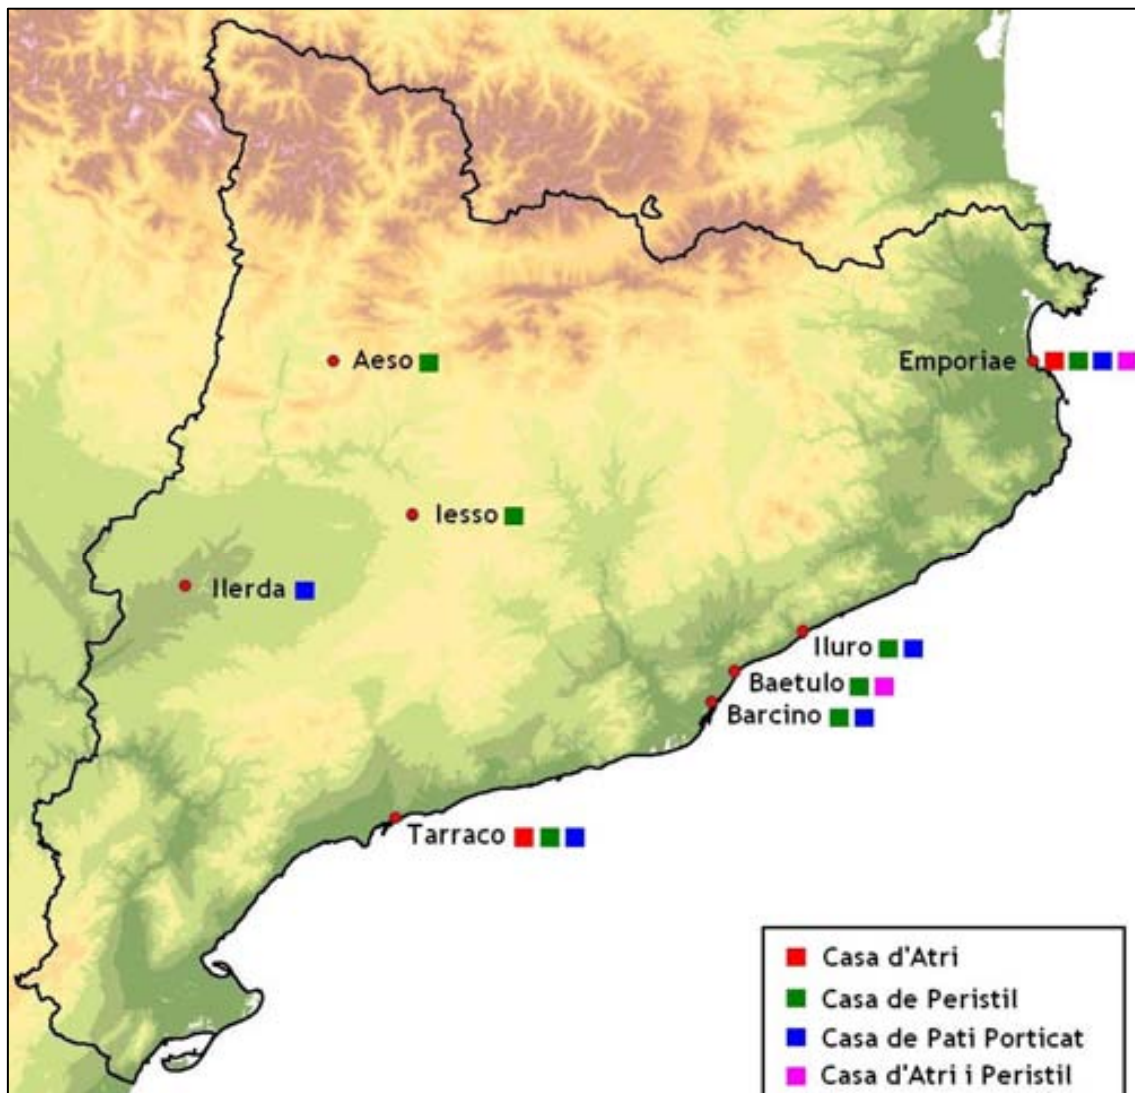 Aeso
Emporiae
Iesso
Ilerda
Iluro
Baetulo
Barcino
Tarraco
Casa d'Atri
Casa de Peristil
Casa de Pati Porticat
Casa d'Atri i Peristil